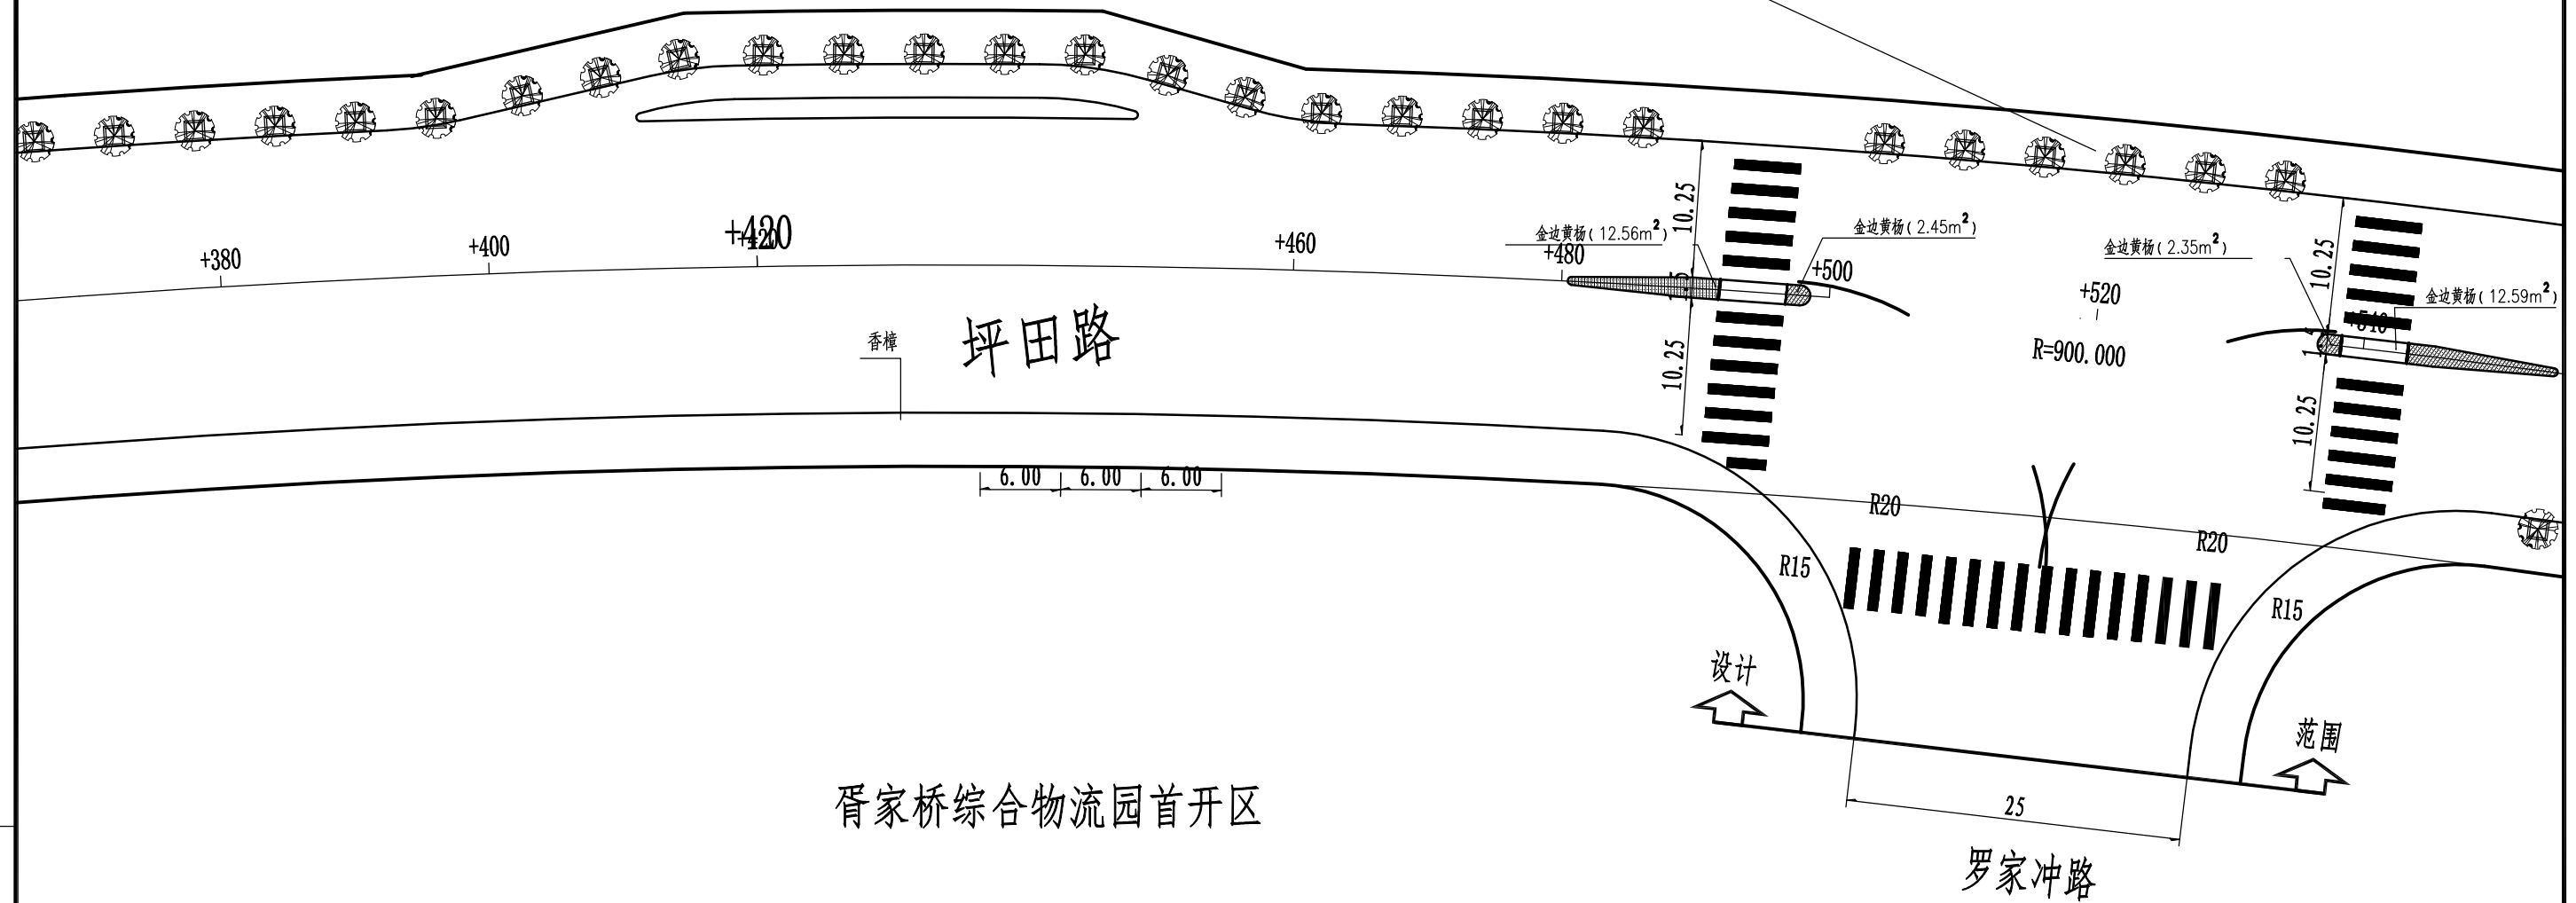 +380
+400
+420
+420
+460
+480
+500
+520
+540
R=900.000
10.25
金边黄杨(12.56m²)
金边黄杨(2.45m²)
金边黄杨(2.35m²)
10.25
金边黄杨(12.59m²)
香樟
坪田路
10.25
10.25
6.00 6.00 6.00
R20
R20
R15
R15
设计
范围
胥家桥综合物流园首开区
25
罗家冲路